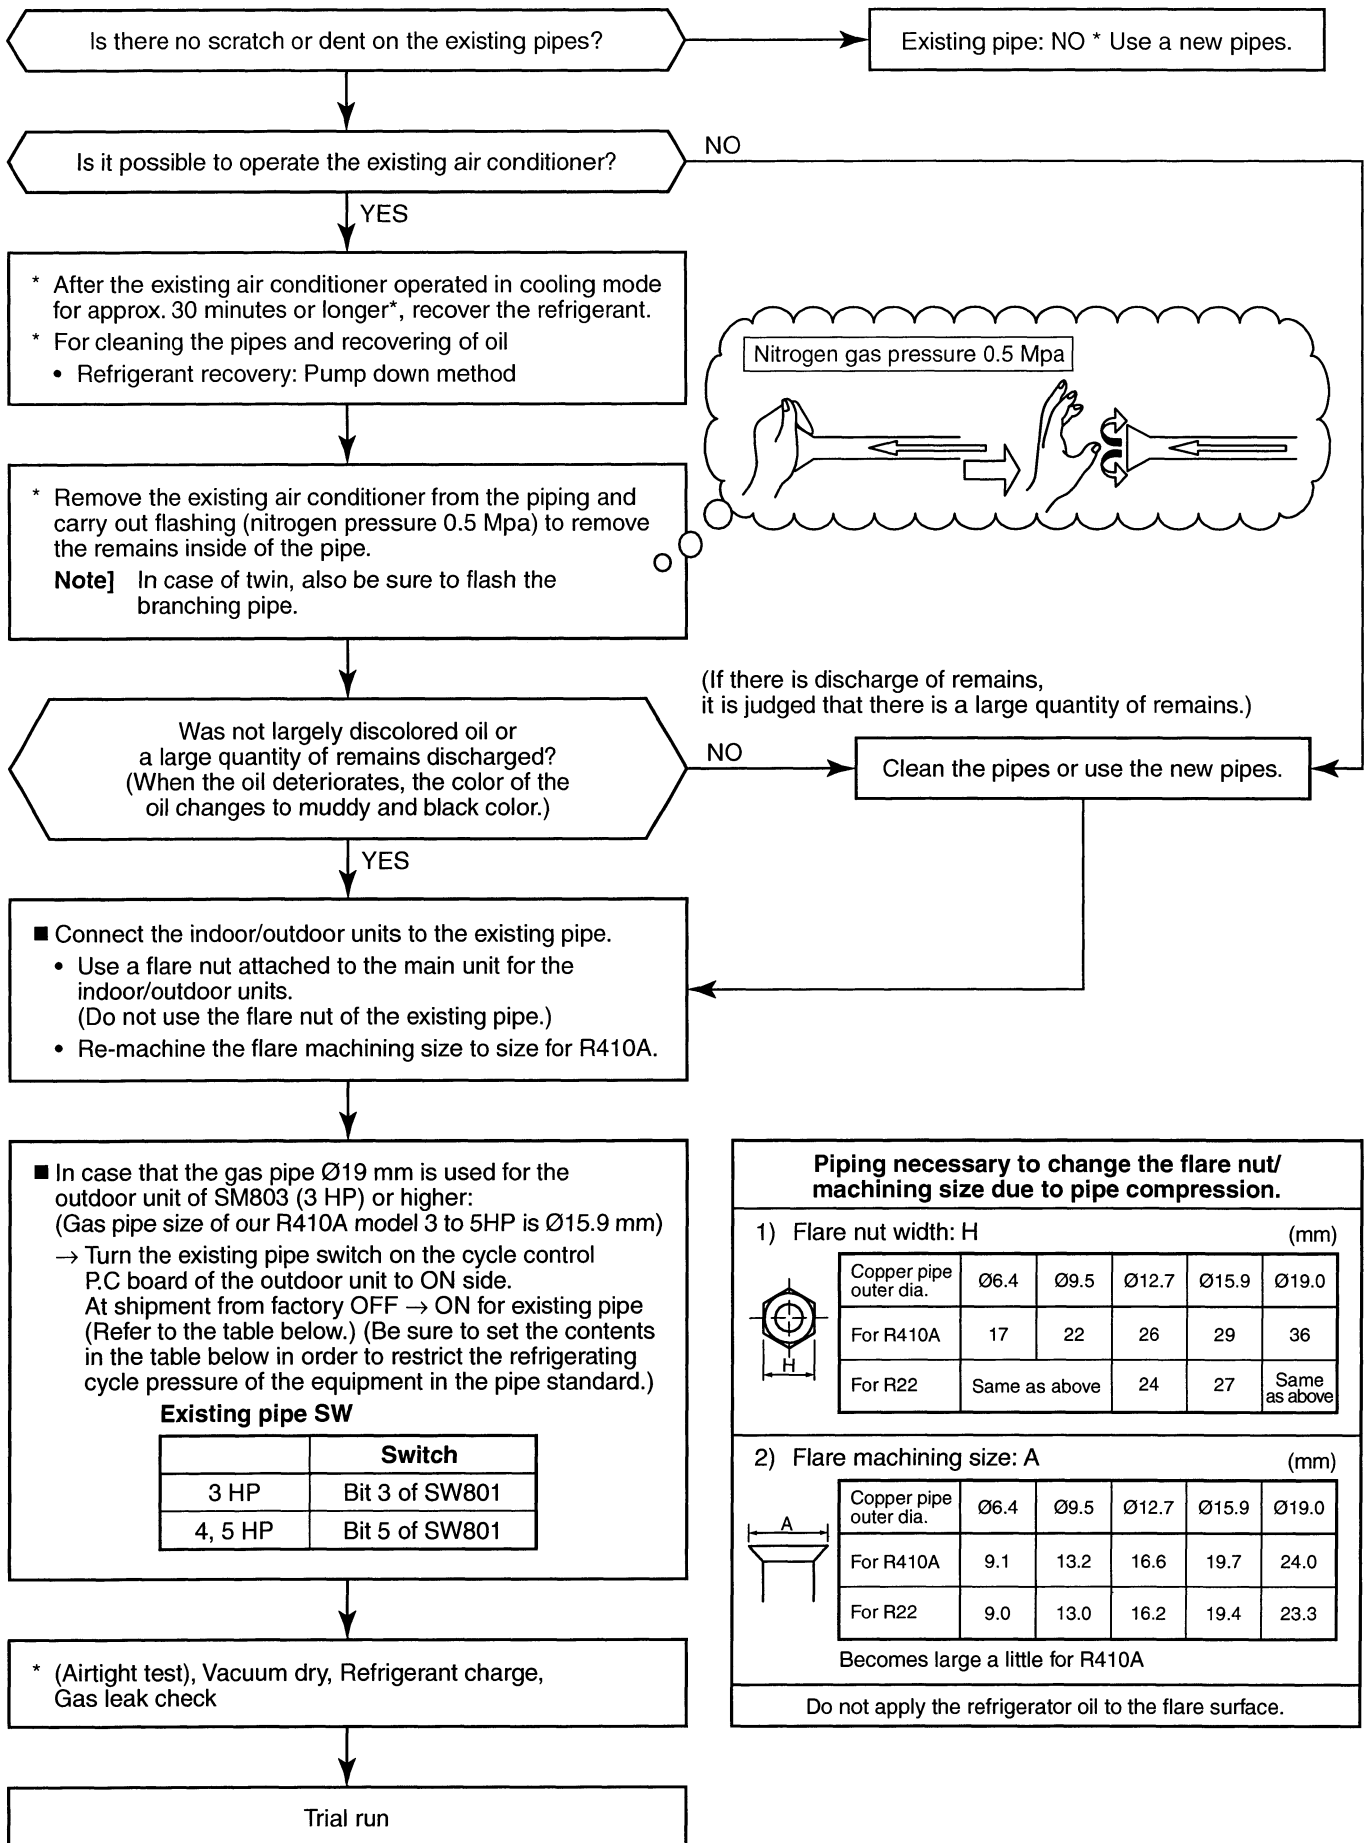 Is there no scratch or dent on the existing pipes?
Existing pipe: NO * Use a new pipes.
Is it possible to operate the existing air conditioner?
NO
YES
* After the existing air conditioner operated in cooling mode
for approx. 30 minutes or longer*, recover the refrigerant.
* For cleaning the pipes and recovering of oil
• Refrigerant recovery: Pump down method
Nitrogen gas pressure 0.5 Mpa
* Remove the existing air conditioner from the piping and
carry out flashing (nitrogen pressure 0.5 Mpa) to remove
the remains inside of the pipe.
Note] In case of twin, also be sure to flash the
branching pipe.
(If there is discharge of remains,
it is judged that there is a large quantity of remains.)
Was not largely discolored oil or
a large quantity of remains discharged?
(When the oil deteriorates, the color of the
oil changes to muddy and black color.)
NO
Clean the pipes or use the new pipes.
YES
■ Connect the indoor/outdoor units to the existing pipe.
• Use a flare nut attached to the main unit for the
indoor/outdoor units.
(Do not use the flare nut of the existing pipe.)
• Re-machine the flare machining size to size for R410A.
■ In case that the gas pipe Ø19 mm is used for the
outdoor unit of SM803 (3 HP) or higher:
(Gas pipe size of our R410A model 3 to 5HP is Ø15.9 mm)
→ Turn the existing pipe switch on the cycle control
P.C board of the outdoor unit to ON side.
At shipment from factory OFF → ON for existing pipe
(Refer to the table below.) (Be sure to set the contents
in the table below in order to restrict the refrigerating
cycle pressure of the equipment in the pipe standard.)
Existing pipe SW
Switch
3 HP Bit 3 of SW801
4, 5 HP Bit 5 of SW801
Piping necessary to change the flare nut/
machining size due to pipe compression.
1) Flare nut width: H (mm)
H
Copper pipe
outer dia. Ø6.4 Ø9.5 Ø12.7 Ø15.9 Ø19.0
For R410A 17 22 26 29 36
For R22 Same as above 24 27 Same
as above
2) Flare machining size: A (mm)
A
Copper pipe
outer dia. Ø6.4 Ø9.5 Ø12.7 Ø15.9 Ø19.0
For R410A 9.1 13.2 16.6 19.7 24.0
For R22 9.0 13.0 16.2 19.4 23.3
Becomes large a little for R410A
Do not apply the refrigerator oil to the flare surface.
* (Airtight test), Vacuum dry, Refrigerant charge,
Gas leak check
Trial run